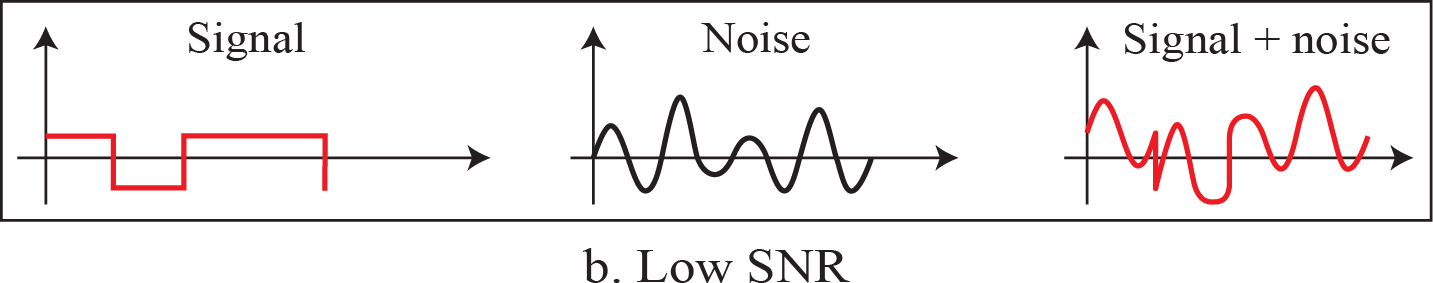 Signal
Noise
Signal + noise
b. Low SNR